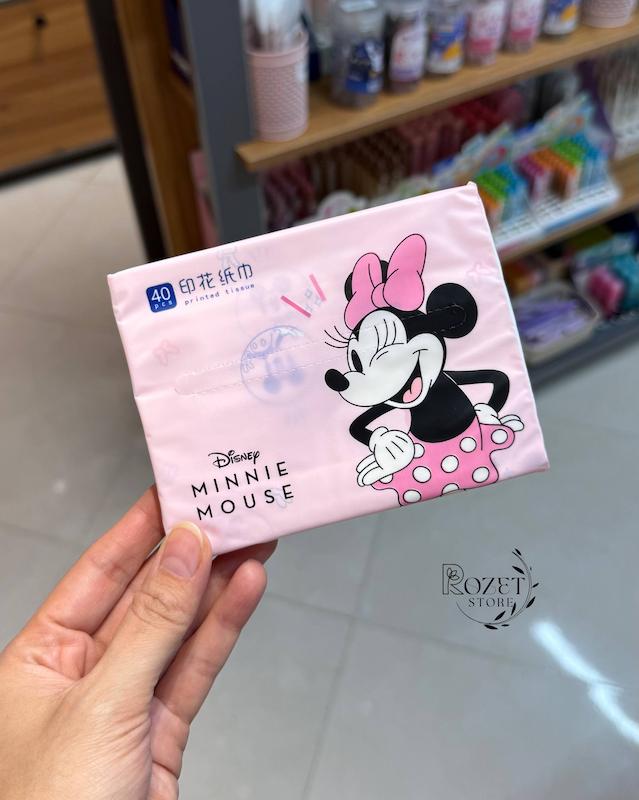 40
pcs
印花纸巾
printed tissue
Disney
MINNIE
MOUSE
ROZET
STORE